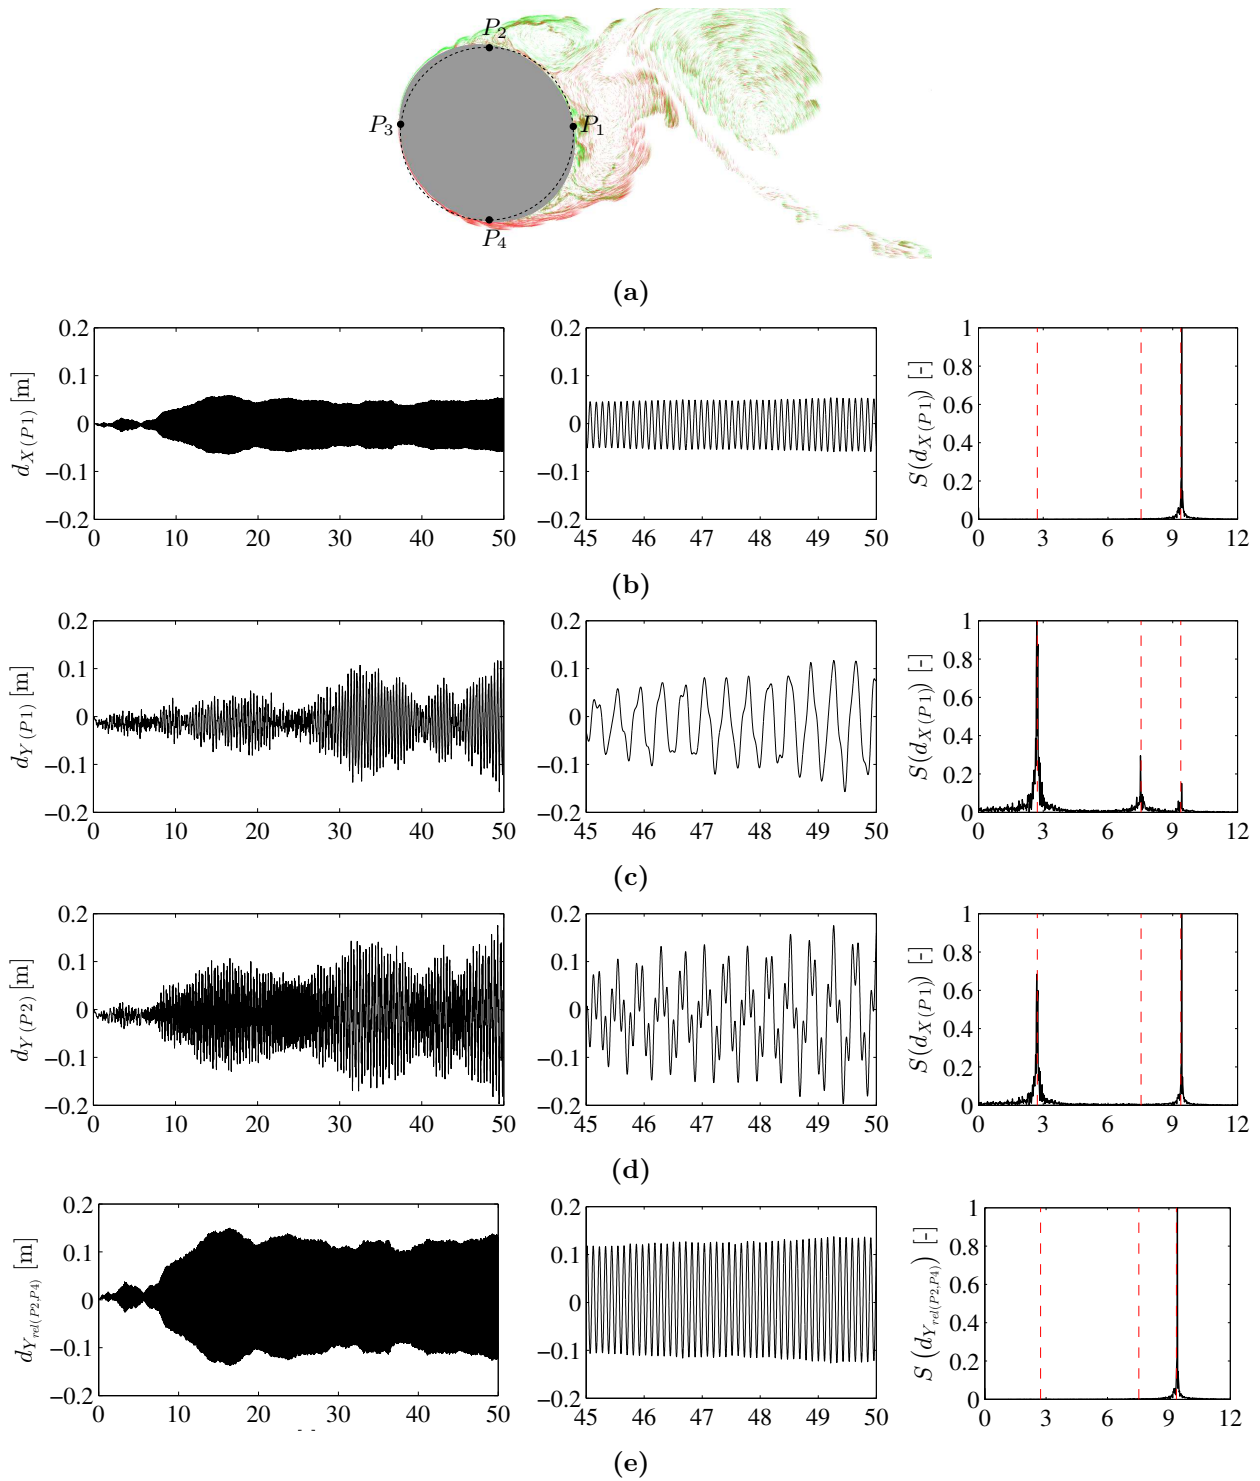 P2
P3
P1
P4
(a)
dX (P1) [m]
0.2
0.1
0
−0.1
−0.2
0 10 20 30 40 50
0.2
0.1
0
−0.1
−0.2
45 46 47 48 49 50
S(dX (P1)) [-]
1
0.8
0.6
0.4
0.2
0
0 3 6 9 12
(b)
dY (P1) [m]
0.2
0.1
0
−0.1
−0.2
0 10 20 30 40 50
0.2
0.1
0
−0.1
−0.2
45 46 47 48 49 50
S(dX (P1)) [-]
1
0.8
0.6
0.4
0.2
0
0 3 6 9 12
(c)
dY (P2) [m]
0.2
0.1
0
−0.1
−0.2
0 10 20 30 40 50
0.2
0.1
0
−0.1
−0.2
45 46 47 48 49 50
S(dX (P1)) [-]
1
0.8
0.6
0.4
0.2
0
0 3 6 9 12
(d)
dYrel(P2,P4) [m]
0.2
0.1
0
−0.1
−0.2
0 10 20 30 40 50
0.2
0.1
0
−0.1
−0.2
45 46 47 48 49 50
S (dYrel(P2,P4)) [-]
1
0.8
0.6
0.4
0.2
0
0 3 6 9 12
(e)